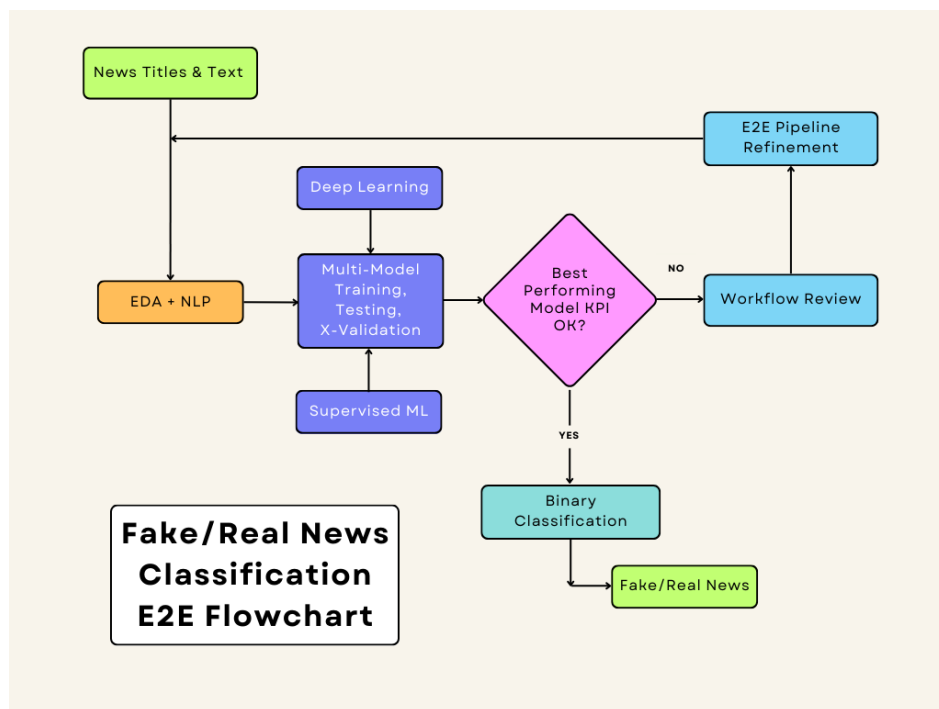 News Titles & Text
E2E Pipeline
Refinement
Deep Learning
Multi-Model
Training,
Testing,
X-Validation
EDA + NLP
Best
Performing
Model KPI
OK?
NO
Workflow Review
Supervised ML
YES
Binary
Classification
Fake/Real News
Fake/Real News
Classification
E2E Flowchart